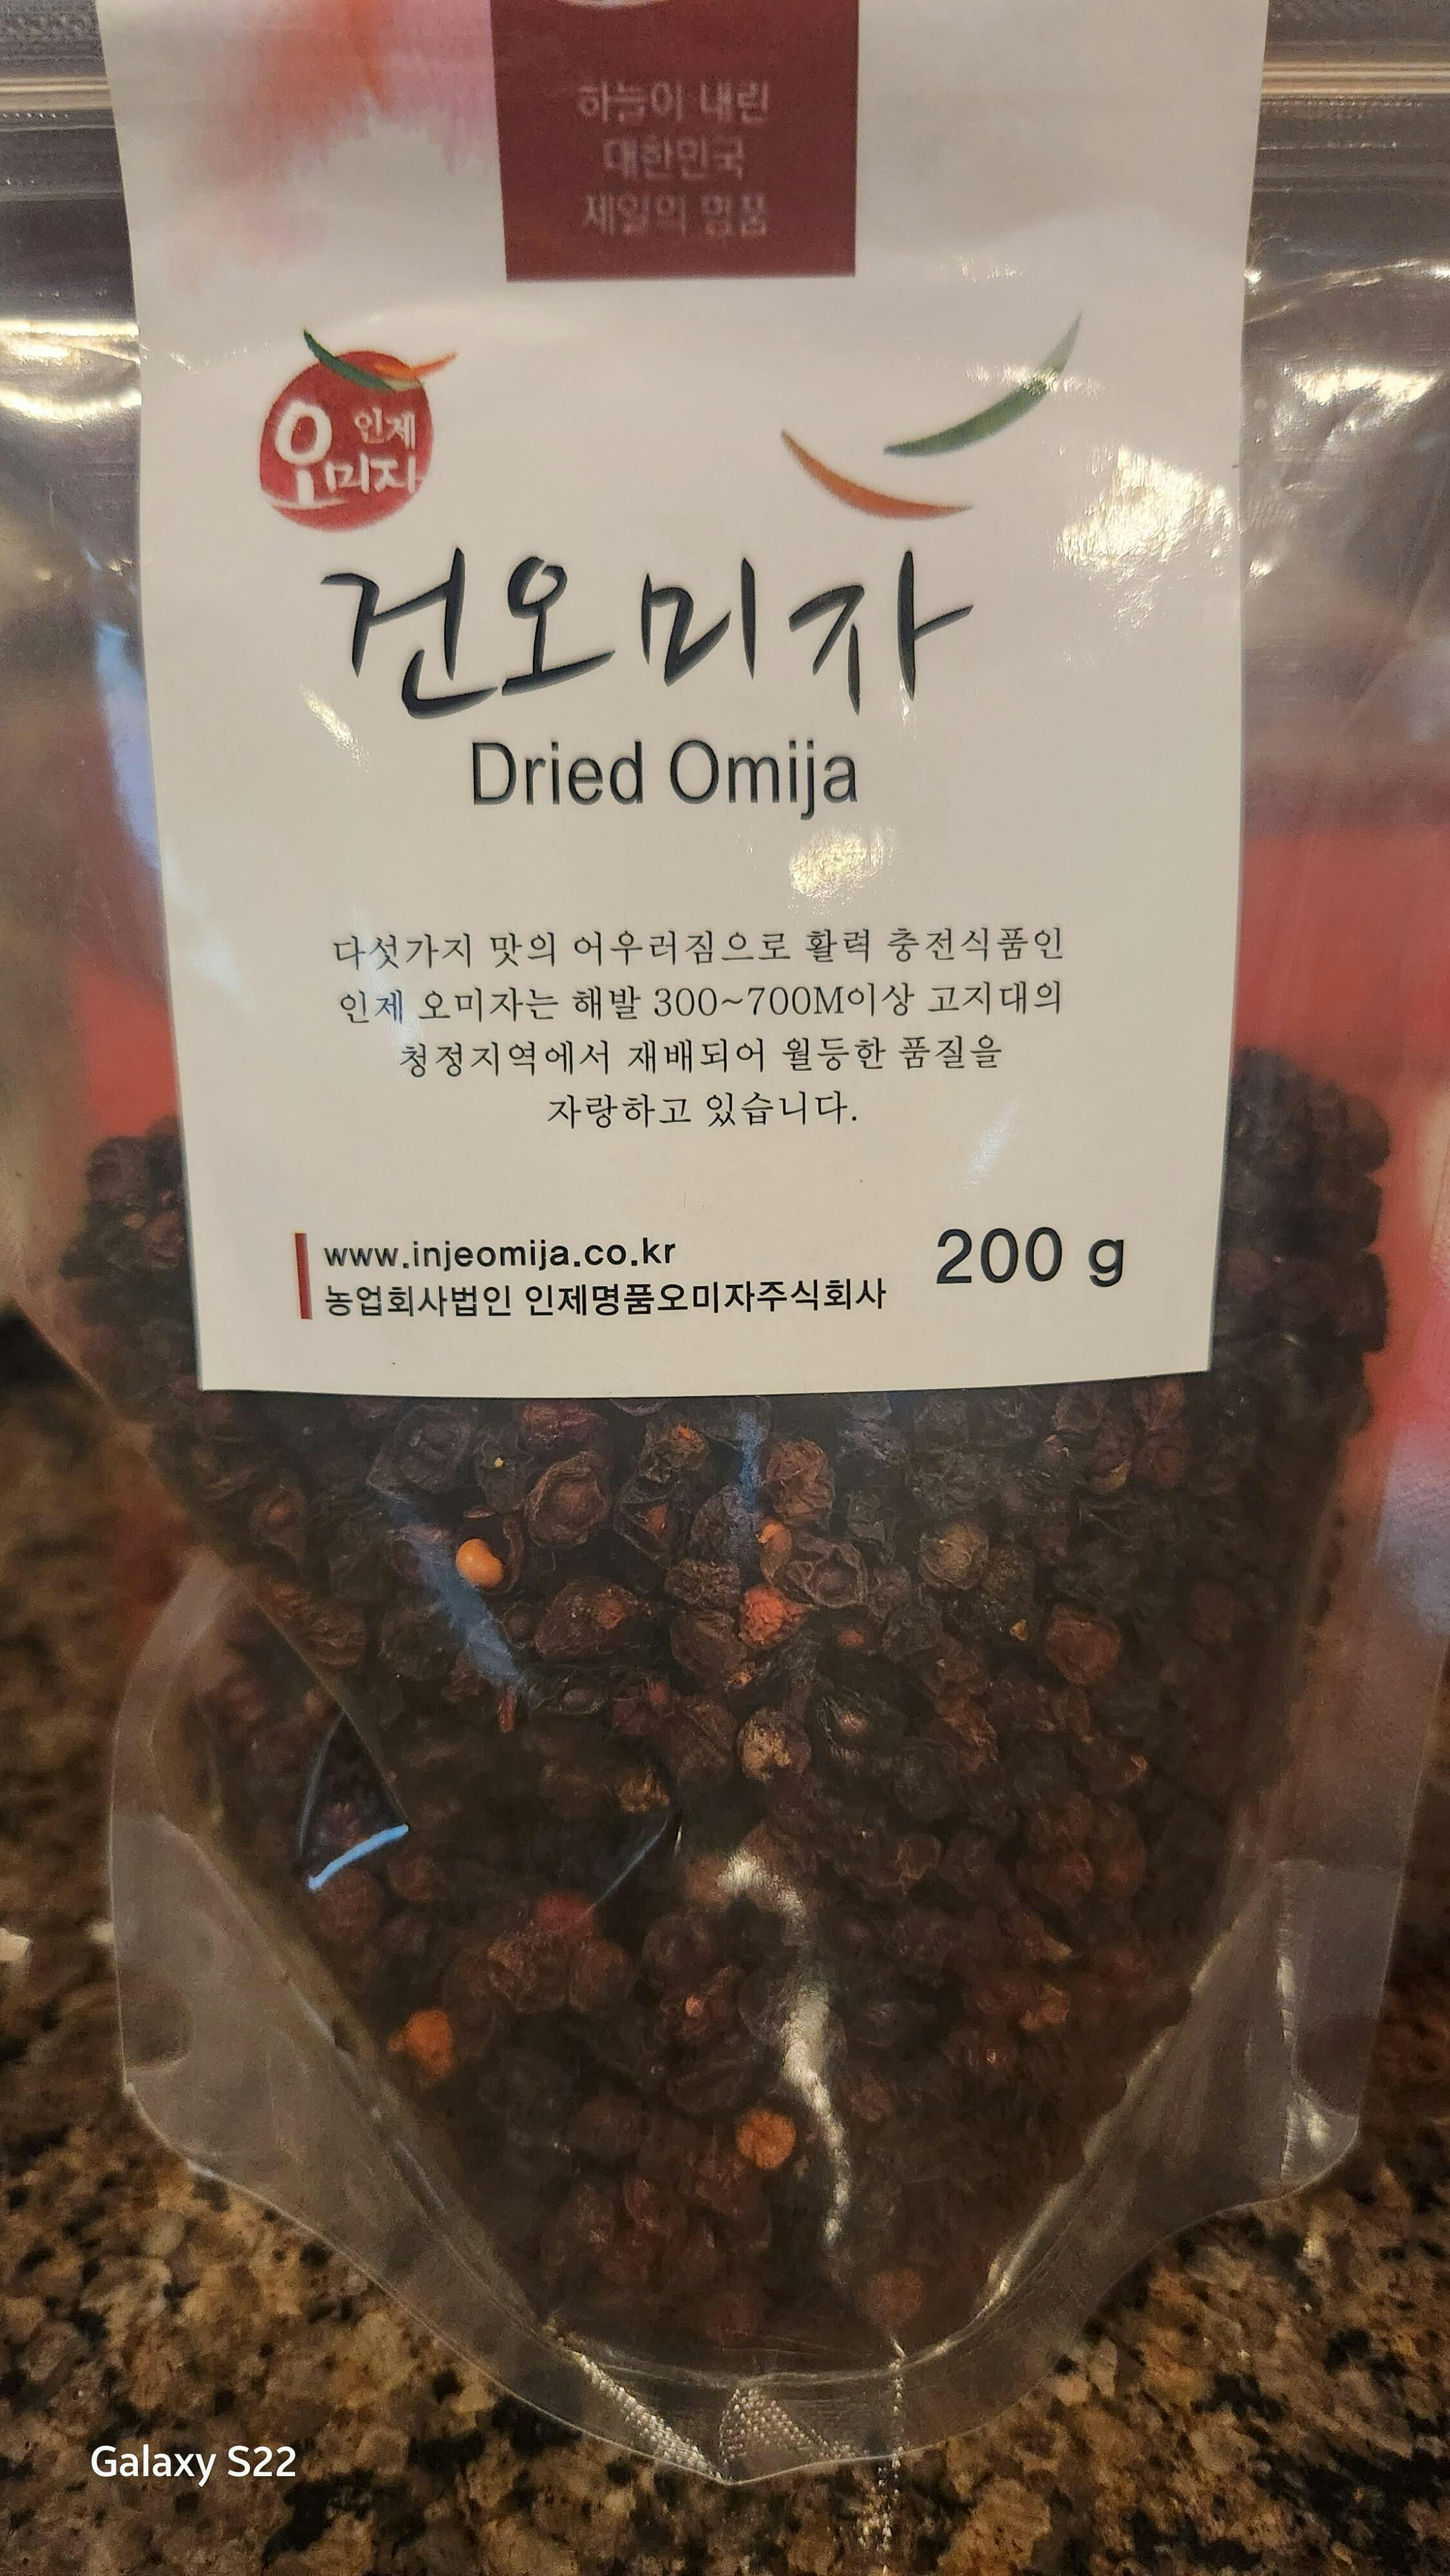 하늘이 내린
대한민국
제일의 명품
인제
오미자
건오미자
Dried Omija
다섯가지 맛의 어우러짐으로 활력 충전식품인
인제 오미자는 해발 300~700M이상 고지대의
청정지역에서 재배되어 월등한 품질을
자랑하고 있습니다.
www.injeomija.co.kr
농업회사법인 인제명품오미자주식회사
200 g
Galaxy S22